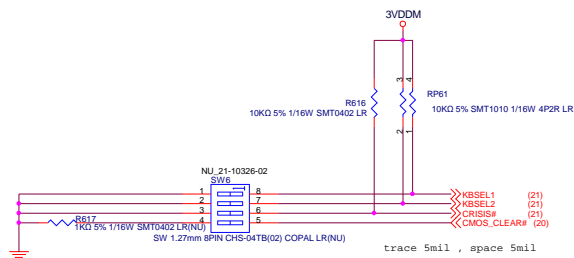 3VDDM
3
4
R616
RP61
10KΩ 5% 1/16W SMT0402 LR
10KΩ 5% SMT1010 1/16W 4P2R LR
2
1
NU_21-10326-02
SW6
1
8
KBSEL1 (21)
2
7
KBSEL2 (21)
3
6
CRISIS# (21)
R617
4
5
CMOS_CLEAR# (20)
1KΩ 5% 1/16W SMT0402 LR(NU)
SW 1.27mm 8PIN CHS-04TB(02) COPAL LR(NU)
trace 5mil , space 5mil